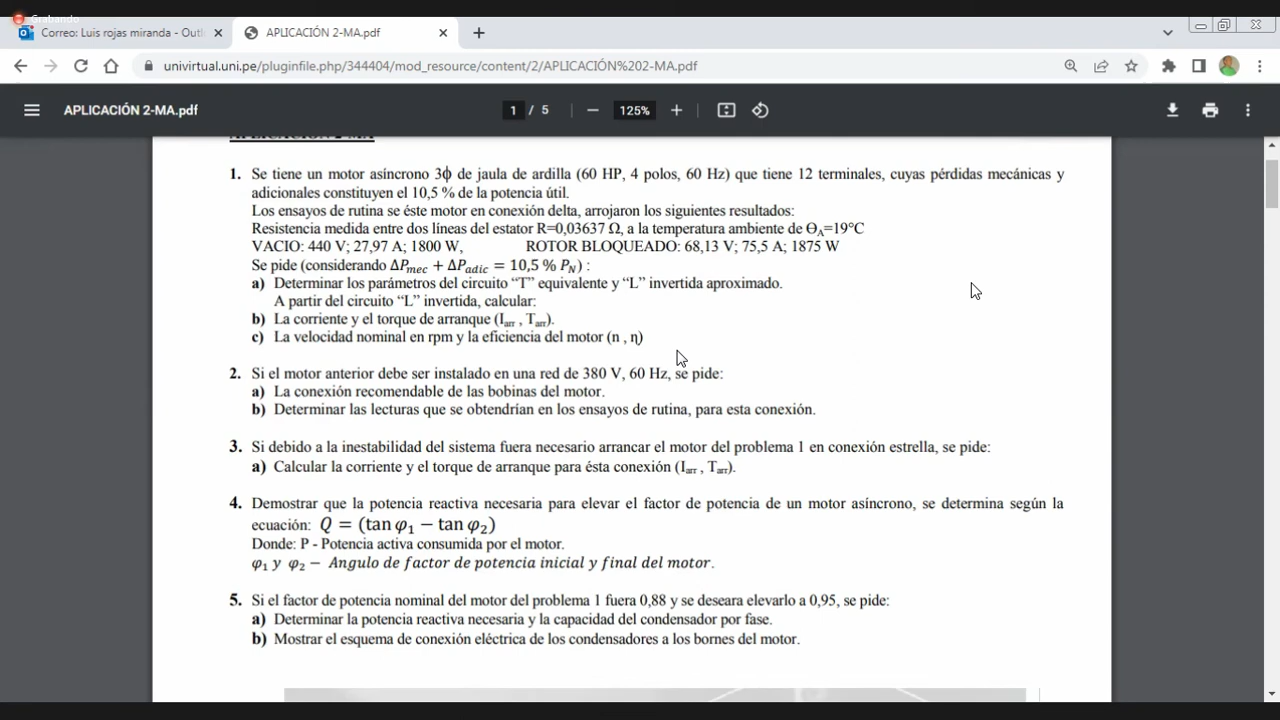 Grabando
Correo: Luis rojas miranda - Outl
APLICACIÓN 2-MA.pdf
univirtual.uni.pe/pluginfile.php/344404/mod_resource/content/2/APLICACIÓN%202-MA.pdf
APLICACIÓN 2-MA.pdf
1 / 5
125%
APLICACIÓN 2-MA
1. Se tiene un motor asíncrono 3ϕ de jaula de ardilla (60 HP, 4 polos, 60 Hz) que tiene 12 terminales, cuyas pérdidas mecánicas y
adicionales constituyen el 10,5 % de la potencia útil.
Los ensayos de rutina se éste motor en conexión delta, arrojaron los siguientes resultados:
Resistencia medida entre dos líneas del estator R=0,03637 Ω, a la temperatura ambiente de ΘA=19°C
VACIO: 440 V; 27,97 A; 1800 W, ROTOR BLOQUEADO: 68,13 V; 75,5 A; 1875 W
Se pide (considerando ΔPmec + ΔPadic = 10,5 % PN) :
a) Determinar los parámetros del circuito “T” equivalente y “L” invertida aproximado.
A partir del circuito “L” invertida, calcular:
b) La corriente y el torque de arranque (Iarr , Tarr).
c) La velocidad nominal en rpm y la eficiencia del motor (n , η)
2. Si el motor anterior debe ser instalado en una red de 380 V, 60 Hz, se pide:
a) La conexión recomendable de las bobinas del motor.
b) Determinar las lecturas que se obtendrían en los ensayos de rutina, para esta conexión.
3. Si debido a la inestabilidad del sistema fuera necesario arrancar el motor del problema 1 en conexión estrella, se pide:
a) Calcular la corriente y el torque de arranque para ésta conexión (Iarr , Tarr).
4. Demostrar que la potencia reactiva necesaria para elevar el factor de potencia de un motor asíncrono, se determina según la
ecuación: Q = (tan φ1 − tan φ2)
Donde: P - Potencia activa consumida por el motor.
φ1 y φ2 − Angulo de factor de potencia inicial y final del motor.
5. Si el factor de potencia nominal del motor del problema 1 fuera 0,88 y se deseara elevarlo a 0,95, se pide:
a) Determinar la potencia reactiva necesaria y la capacidad del condensador por fase.
b) Mostrar el esquema de conexión eléctrica de los condensadores a los bornes del motor.